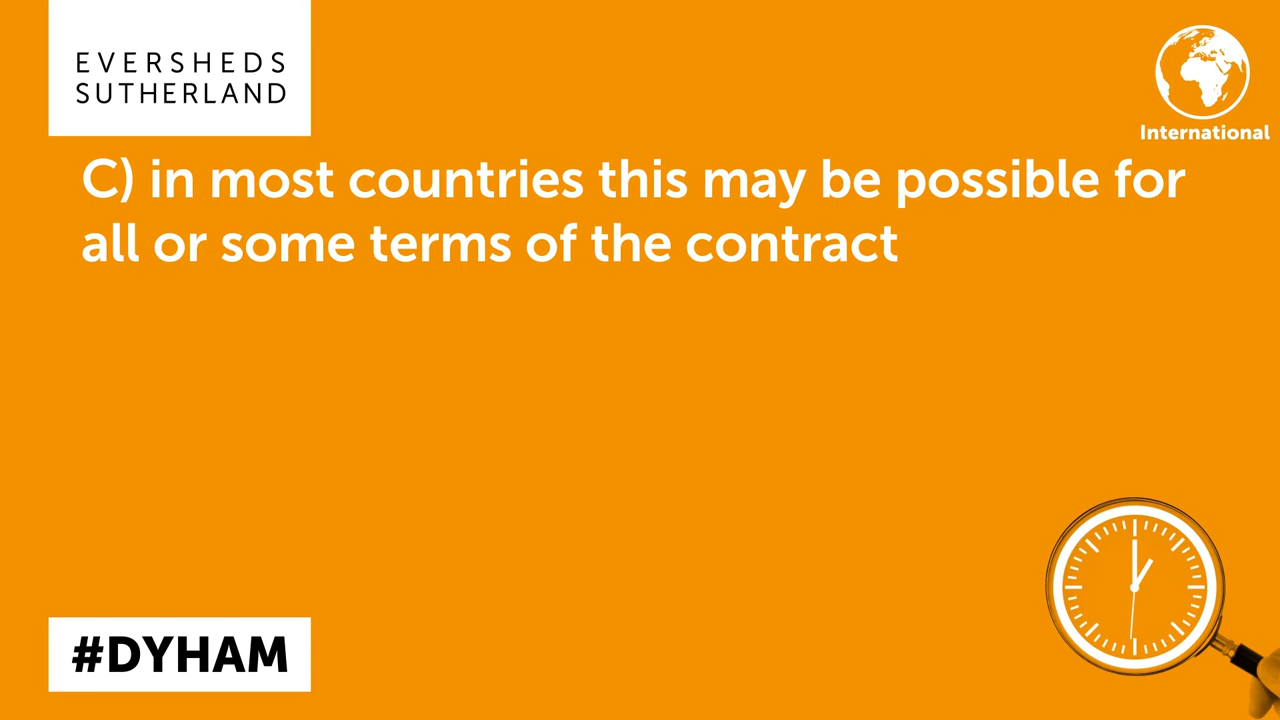 EVERSHEDS
SUTHERLAND
International
C) in most countries this may be possible for
all or some terms of the contract
#DYHAM